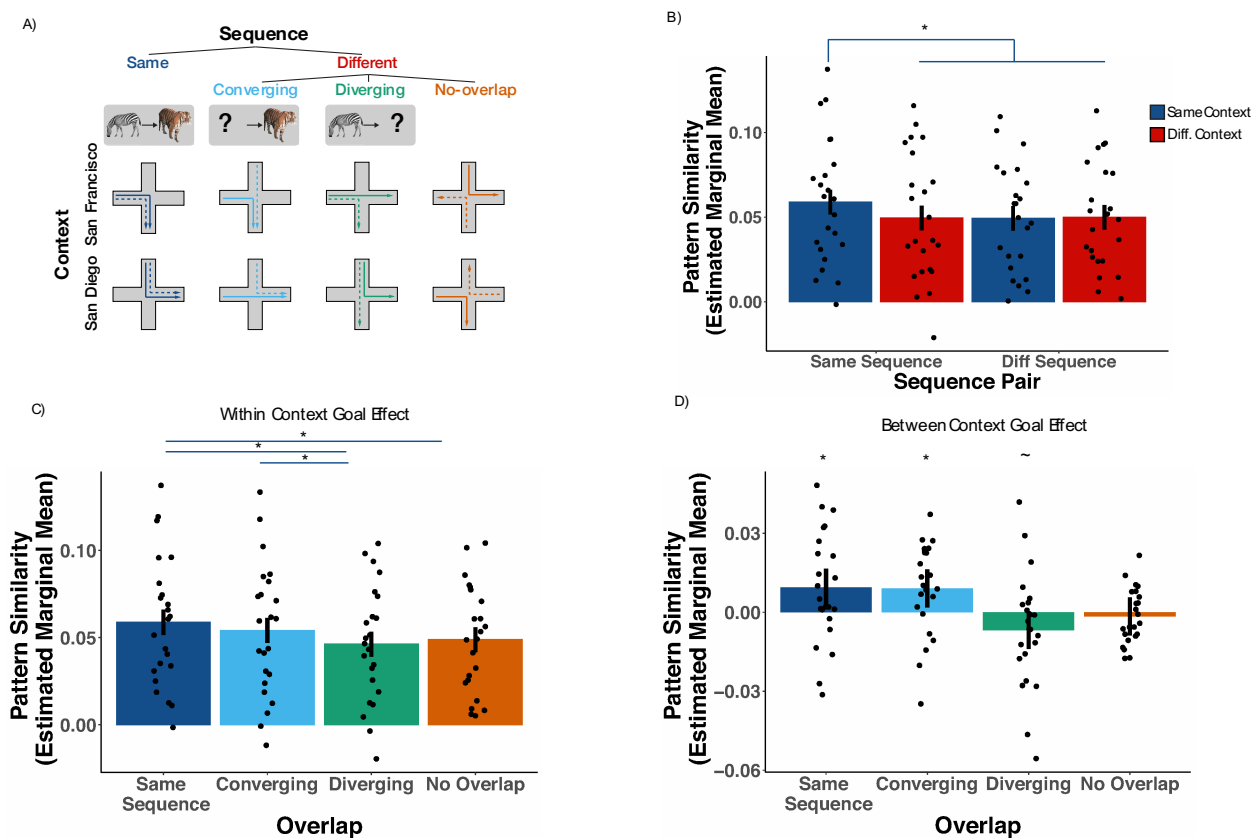 A)
Sequence
Same
Different
Converging
Diverging
No-overlap
?
?
Context
San Francisco
San Diego
B)
*
Pattern Similarity
(Estimated Marginal Mean)
0.10
0.05
0.00
Same Context
Diff. Context
Same Sequence
Diff Sequence
Sequence Pair
C)
Within Context Goal Effect
*
*
*
Pattern Similarity
(Estimated Marginal Mean)
0.10
0.05
0.00
Same
Sequence
Converging
Diverging
No Overlap
Overlap
D)
Between Context Goal Effect
*
*
~
Pattern Similarity
(Estimated Marginal Mean)
0.03
0.00
−0.03
−0.06
Same
Sequence
Converging
Diverging
No Overlap
Overlap